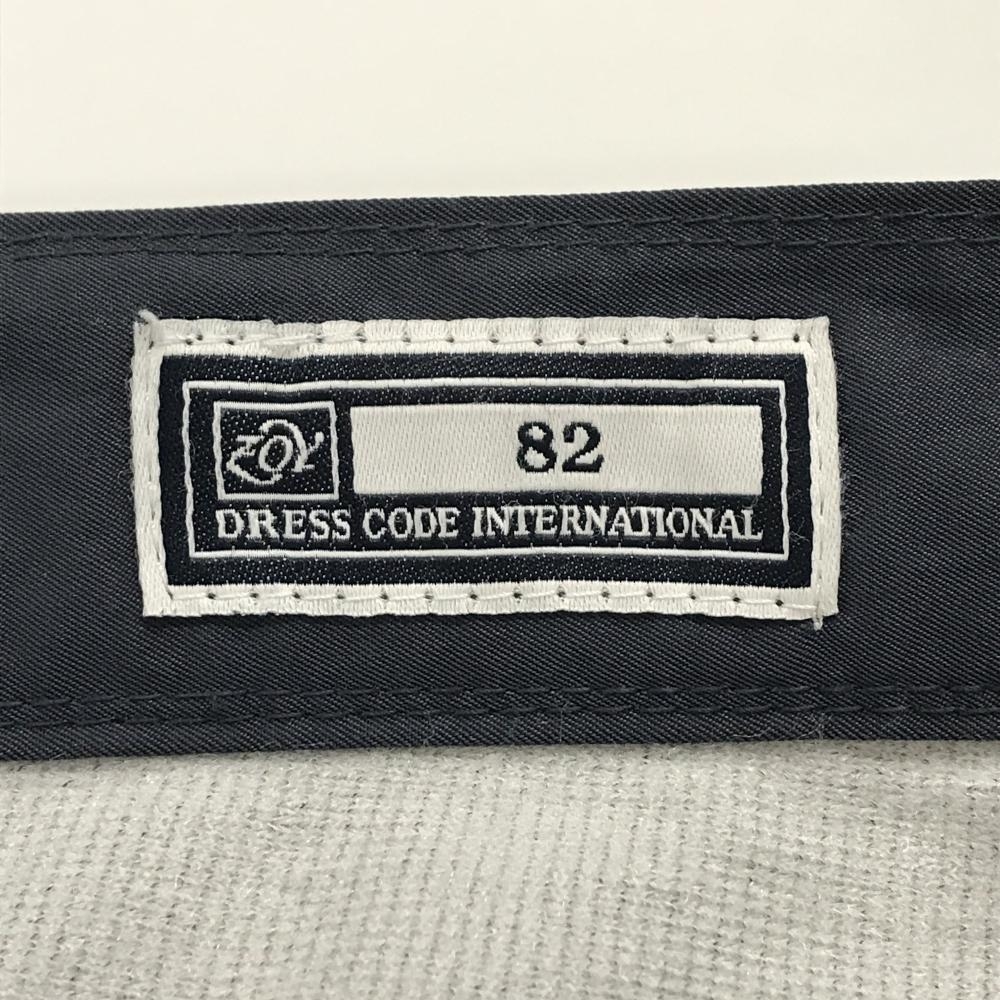 ZOY
82
DRESS CODE INTERNATIONAL